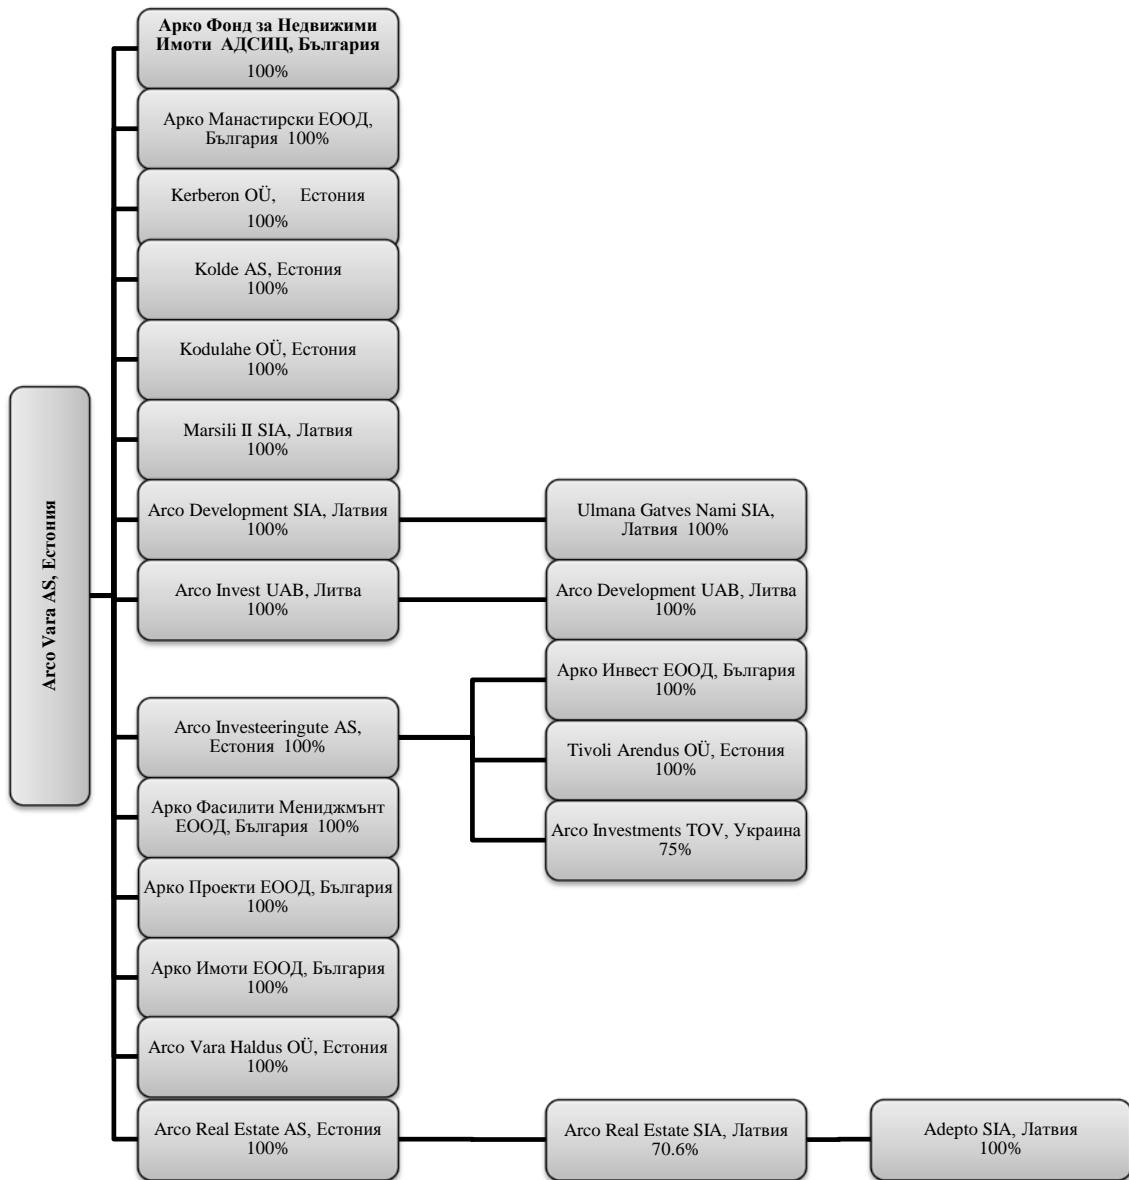 Arco Vara AS, Естония
Арко Фонд за Недвижими
Имоти АДСИЦ, България
100%
Арко Манастирски ЕООД,
България 100%
Kerberon OÜ, Естония
100%
Kolde AS, Естония
100%
Kodulahe OÜ, Естония
100%
Marsili II SIA, Латвия
100%
Arco Development SIA, Латвия
100%
Ulmana Gatves Nami SIA,
Латвия 100%
Arco Invest UAB, Литва
100%
Arco Development UAB, Литва
100%
Arco Investeeringute AS,
Естония 100%
Арко Инвест ЕООД, България
100%
Tivoli Arendus OÜ, Естония
100%
Arco Investments TOV, Украина
75%
Арко Фасилити Мениджмънт
ЕООД, България 100%
Арко Проекти ЕООД, България
100%
Арко Имоти ЕООД, България
100%
Arco Vara Haldus OÜ, Естония
100%
Arco Real Estate AS, Естония
100%
Arco Real Estate SIA, Латвия
70.6%
Adepto SIA, Латвия
100%